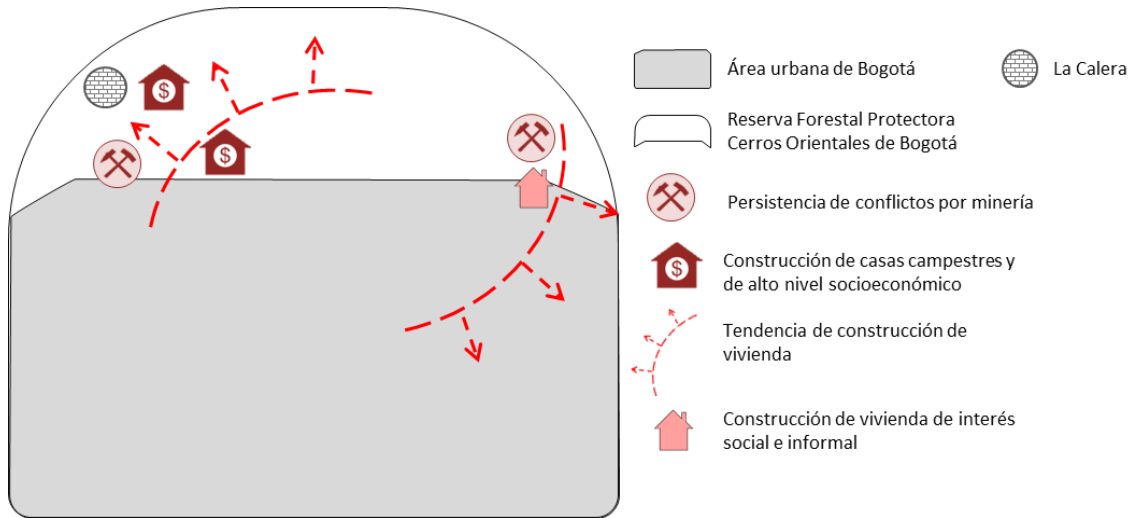 Área urbana de Bogotá
La Calera
Reserva Forestal Protectora
Cerros Orientales de Bogotá
Persistencia de conflictos por minería
$
$
$
Construcción de casas campestres y
de alto nivel socioeconómico
Tendencia de construcción de
vivienda
Construcción de vivienda de interés
social e informal